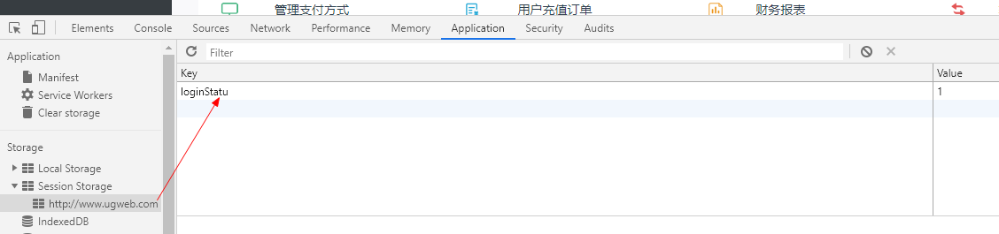 管理支付方式 用户充值订单 财务报表
Elements Console Sources Network Performance Memory Application Security Audits
Application
Manifest
Service Workers
Clear storage
Storage
Local Storage
Session Storage
http://www.ugweb.com
IndexedDB
Filter
Key Value
loginStatu 1